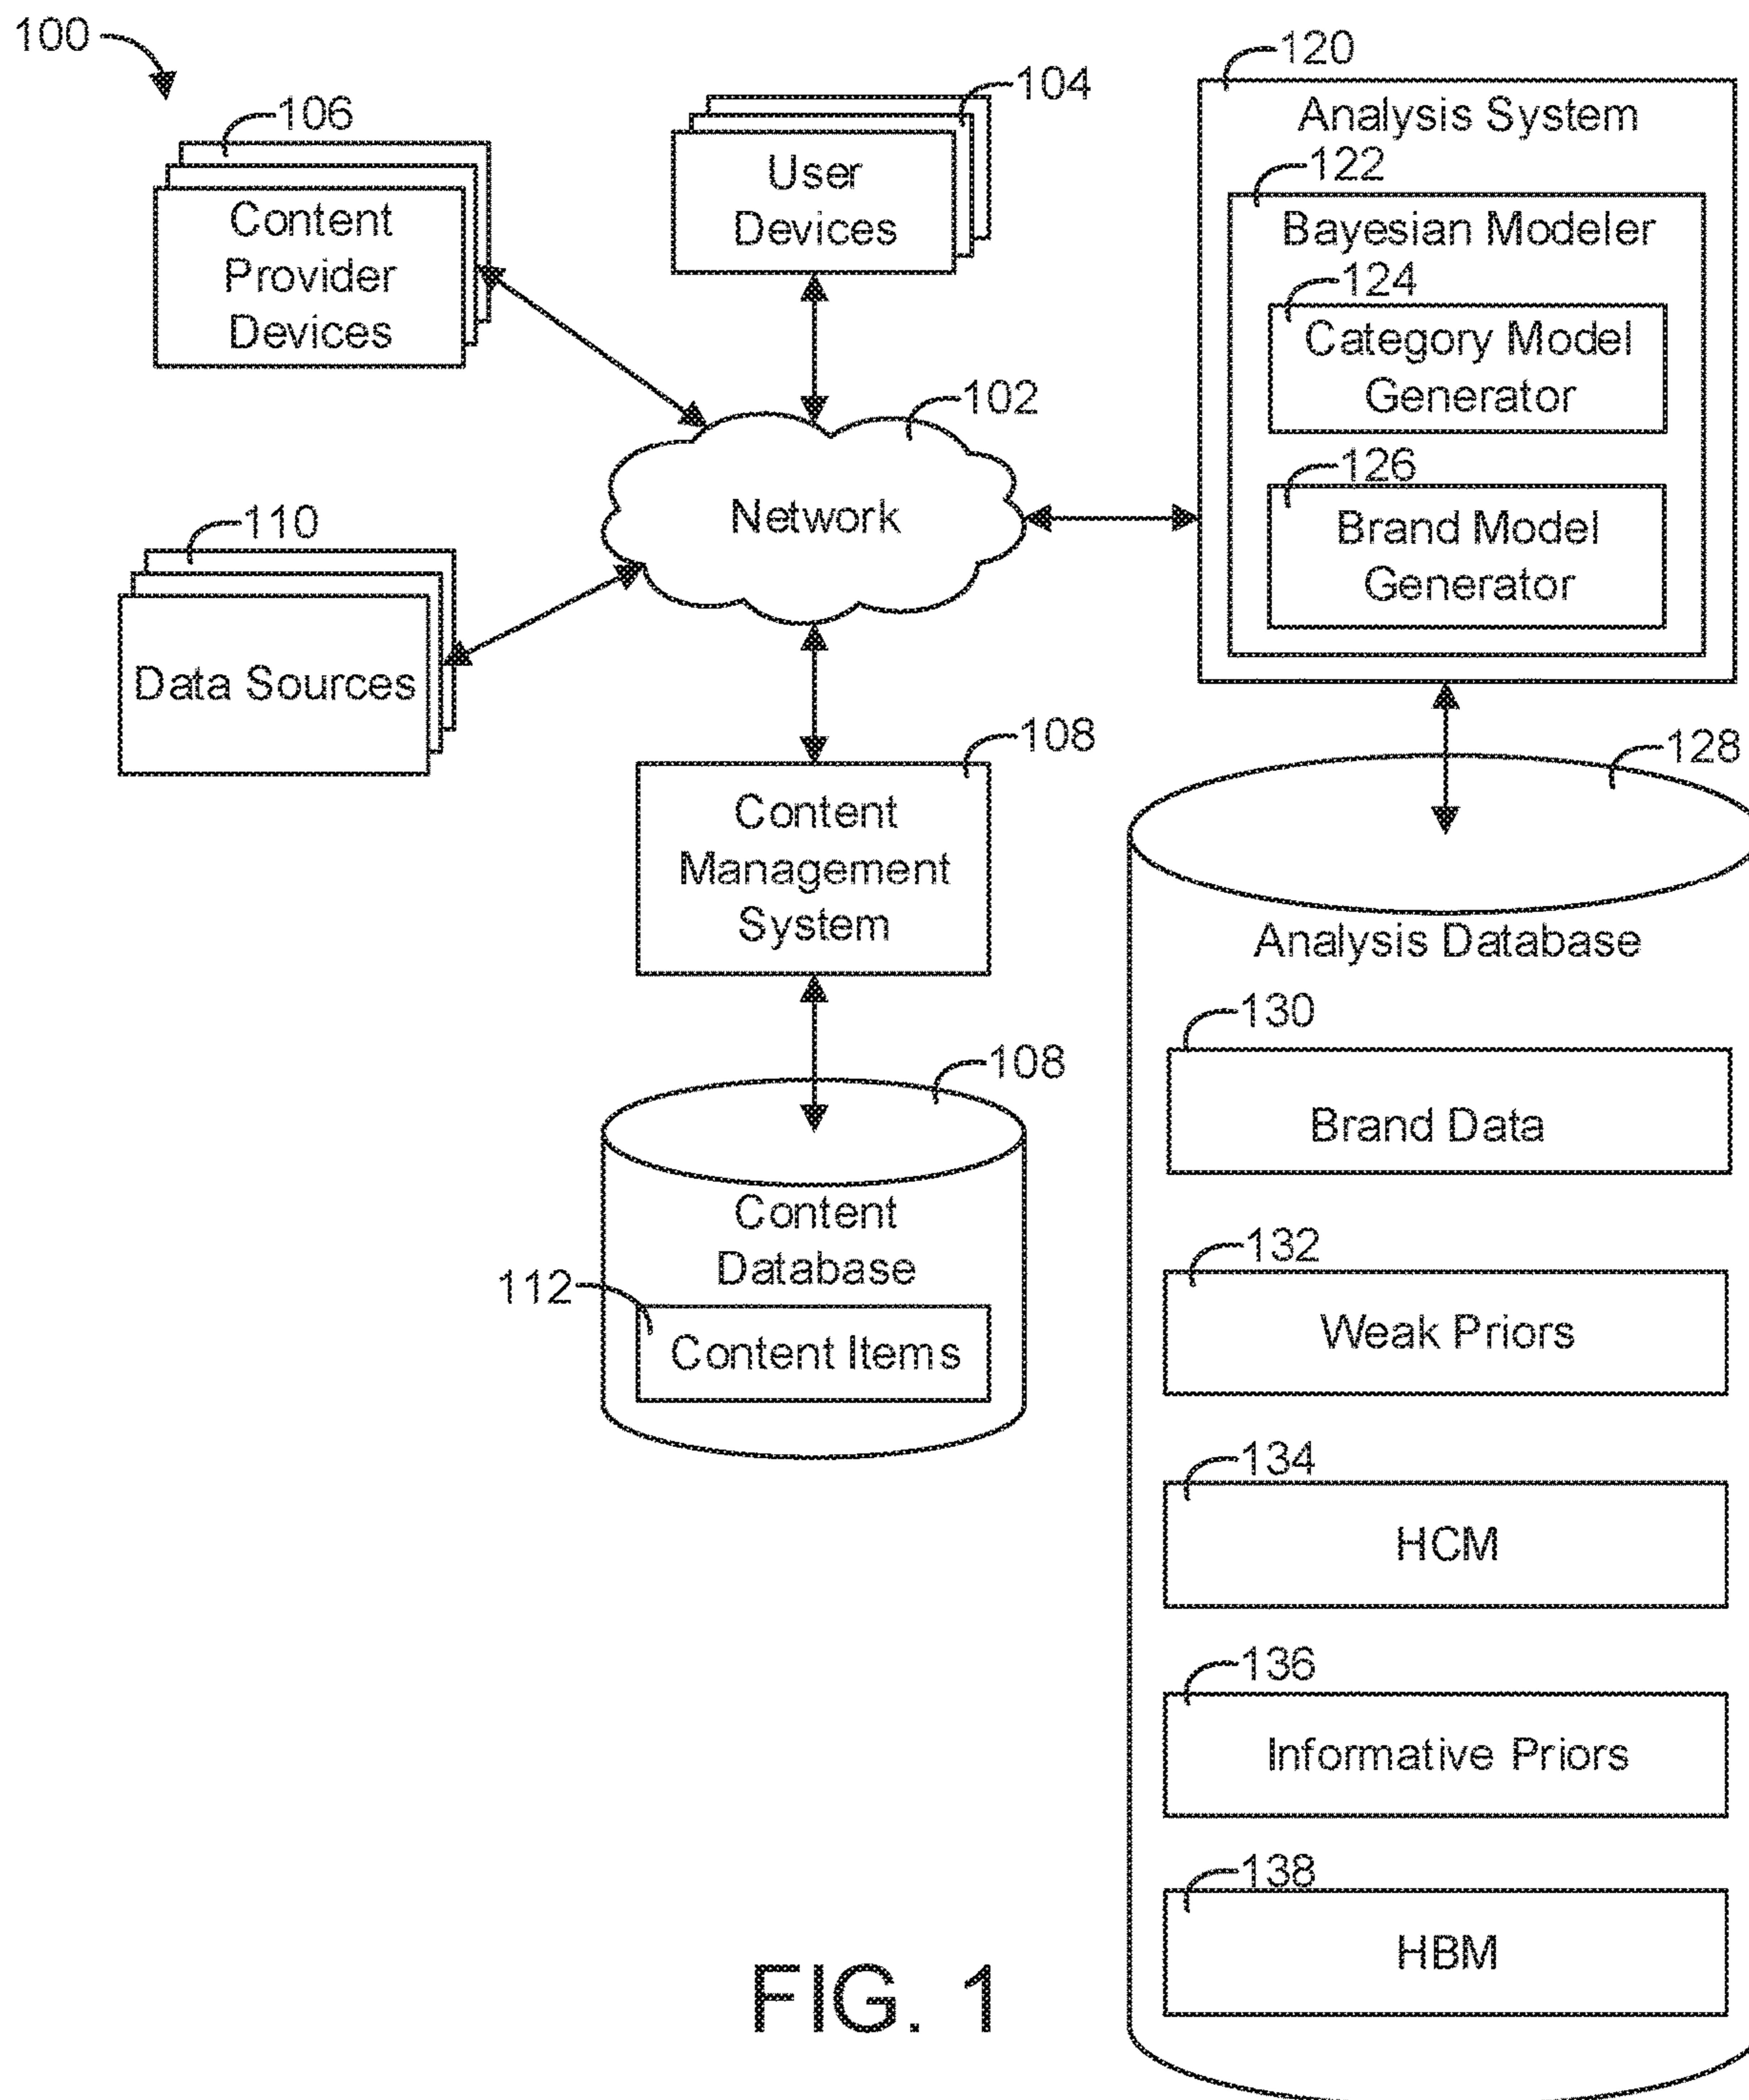 100
106
Content
Provider
Devices
104
User
Devices
120
Analysis System
122
Bayesian Modeler
124
Category Model
Generator
126
Brand Model
Generator
102
Network
110
Data Sources
108
Content
Management
System
128
Analysis Database
108
Content
Database
112
Content Items
130
Brand Data
132
Weak Priors
134
HCM
136
Informative Priors
138
HBM
FIG. 1